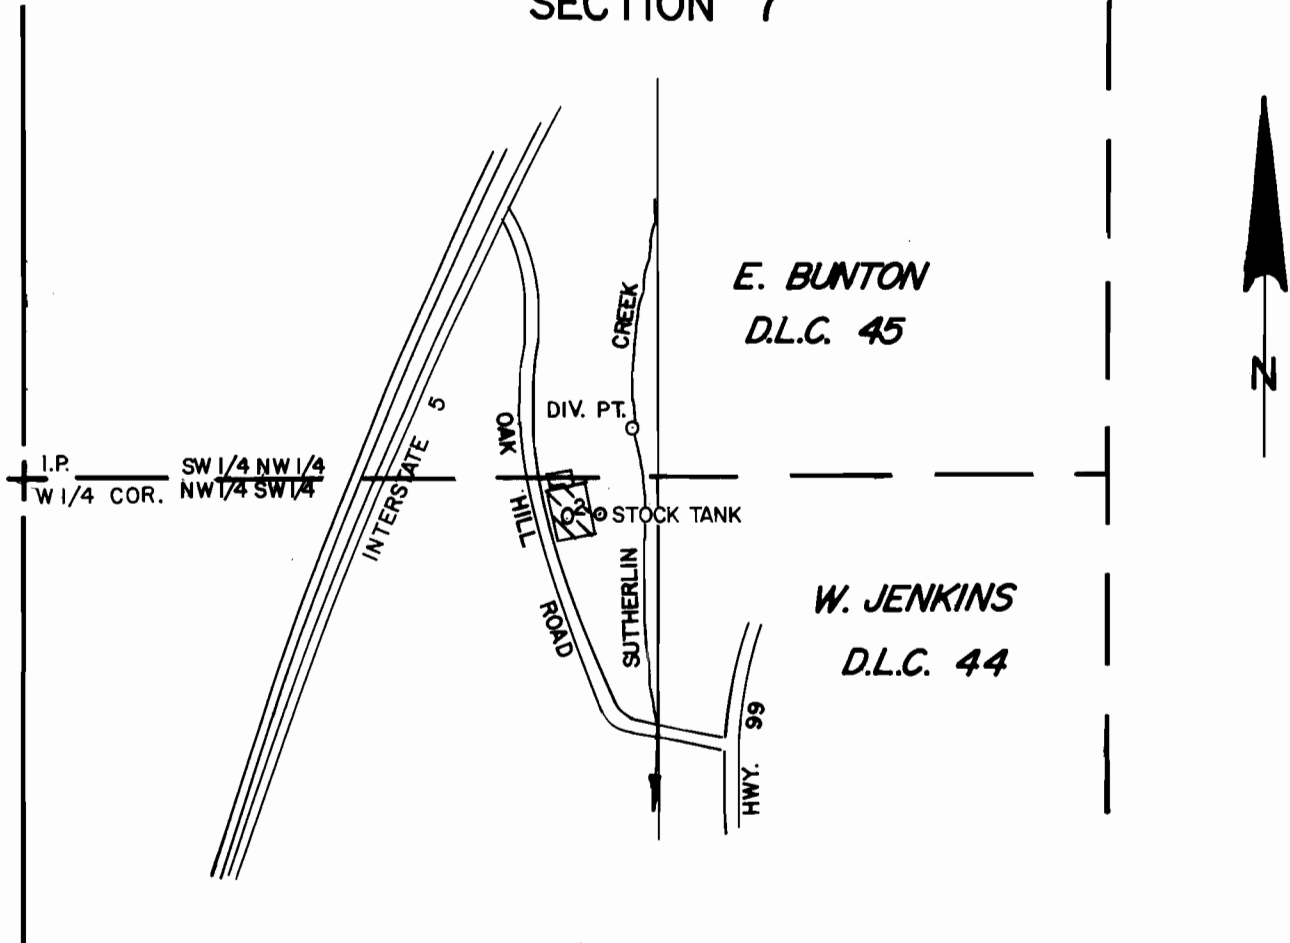 SECTION 7
E. BUNTON
D.L.C. 45
CREEK
N
INTERSTATE 5
DIV. PT.
OAK
HILL
ROAD
I.P.
SW 1/4 NW 1/4
W 1/4 COR.
NW 1/4 SW 1/4
2
STOCK TANK
SUTHERLIN
W. JENKINS
D.L.C. 44
HWY. 99